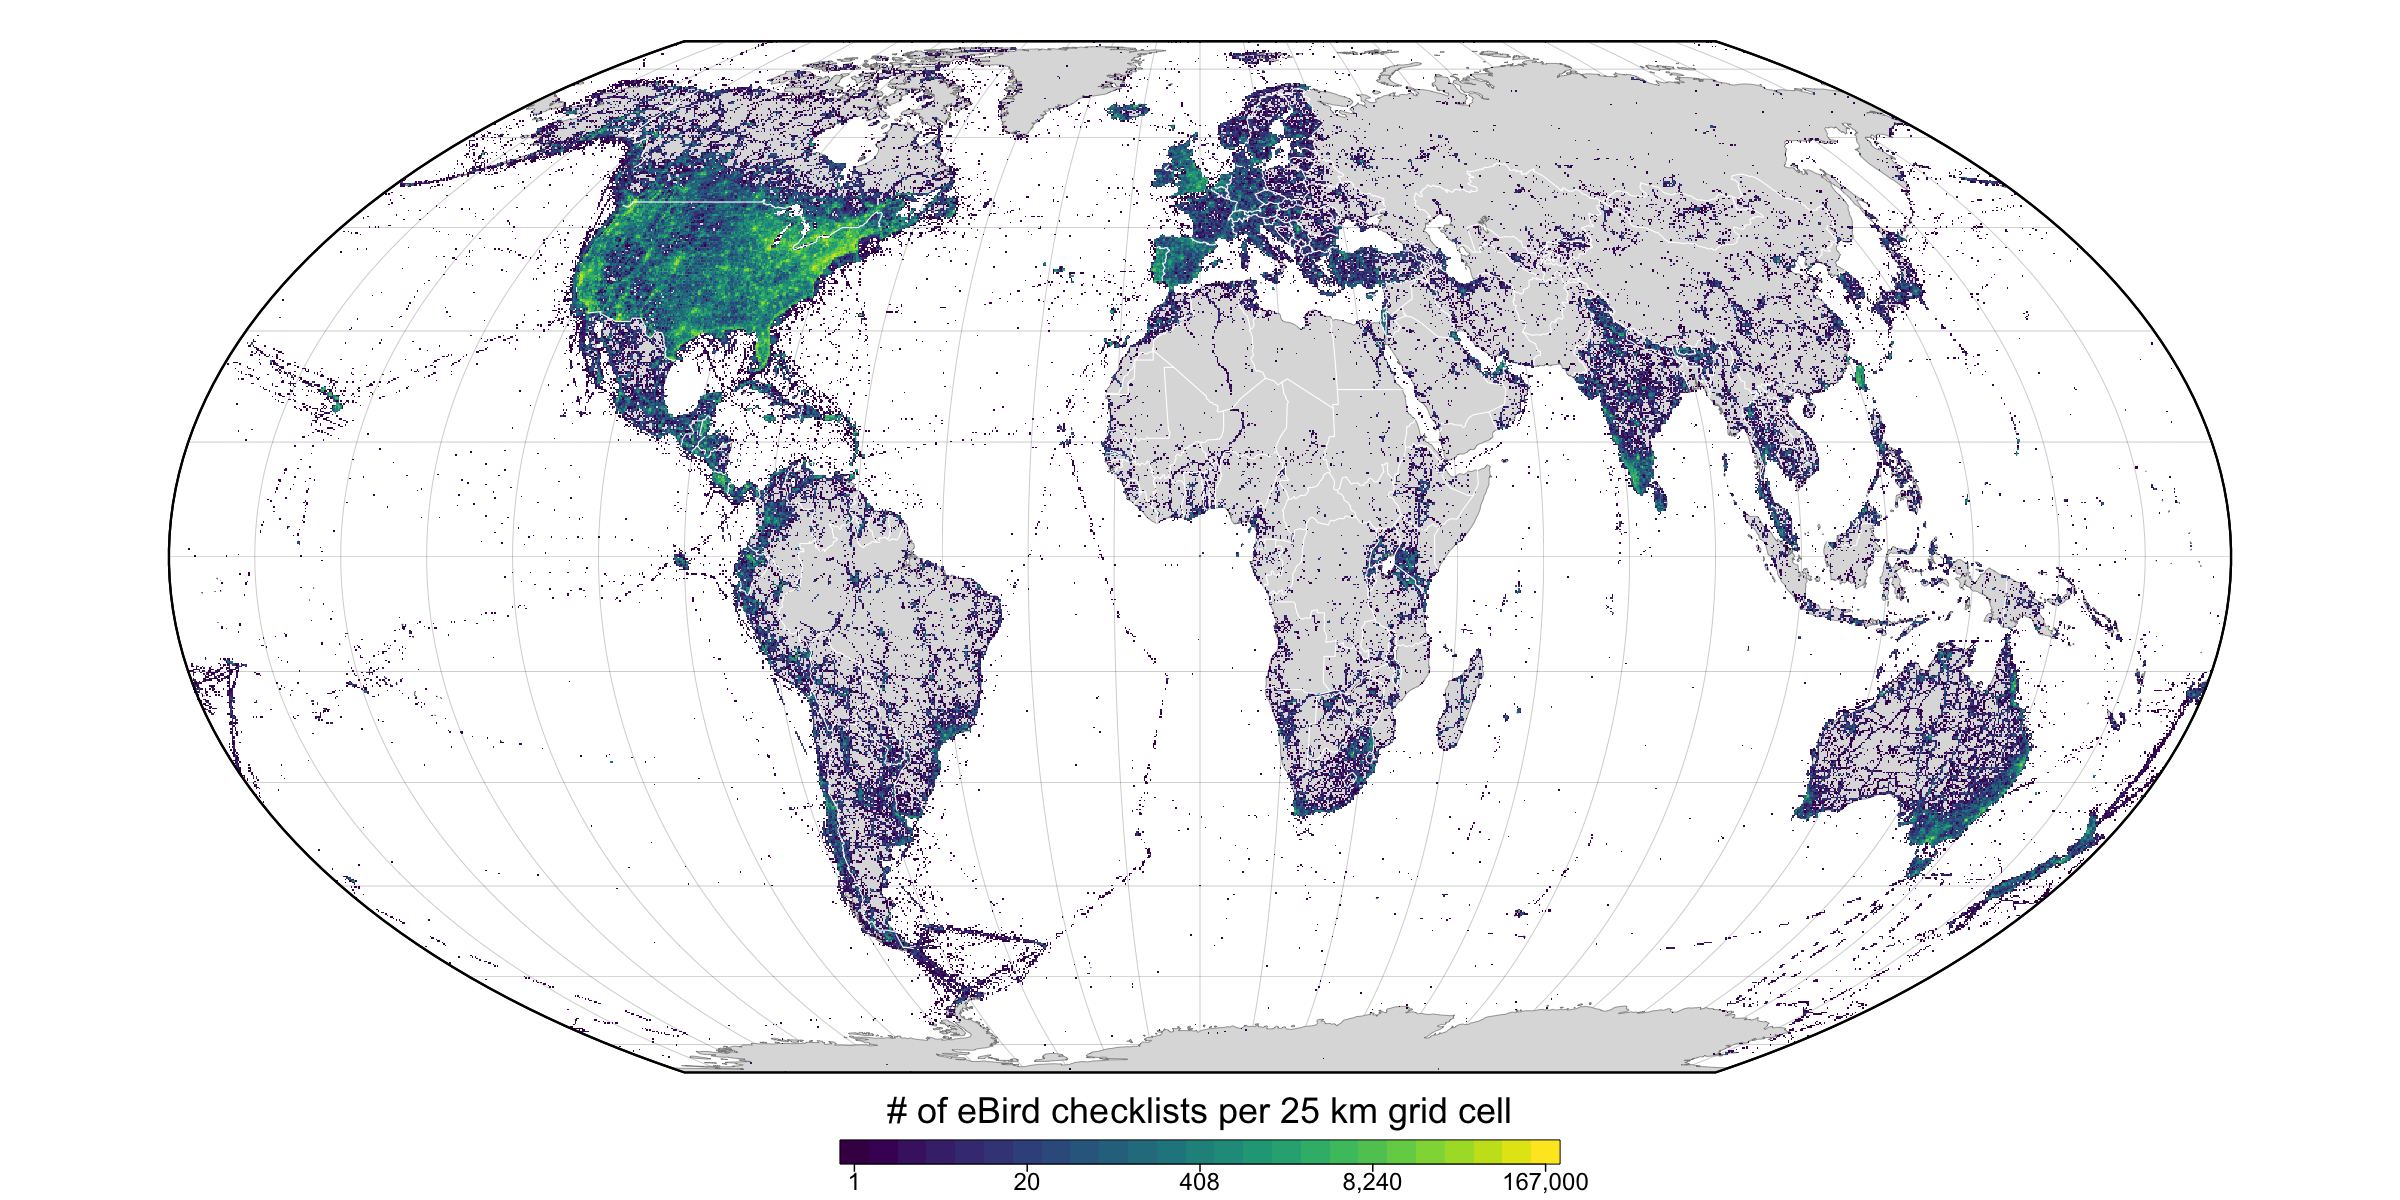 # of eBird checklists per 25 km grid cell
1 20 408 8,240 167,000